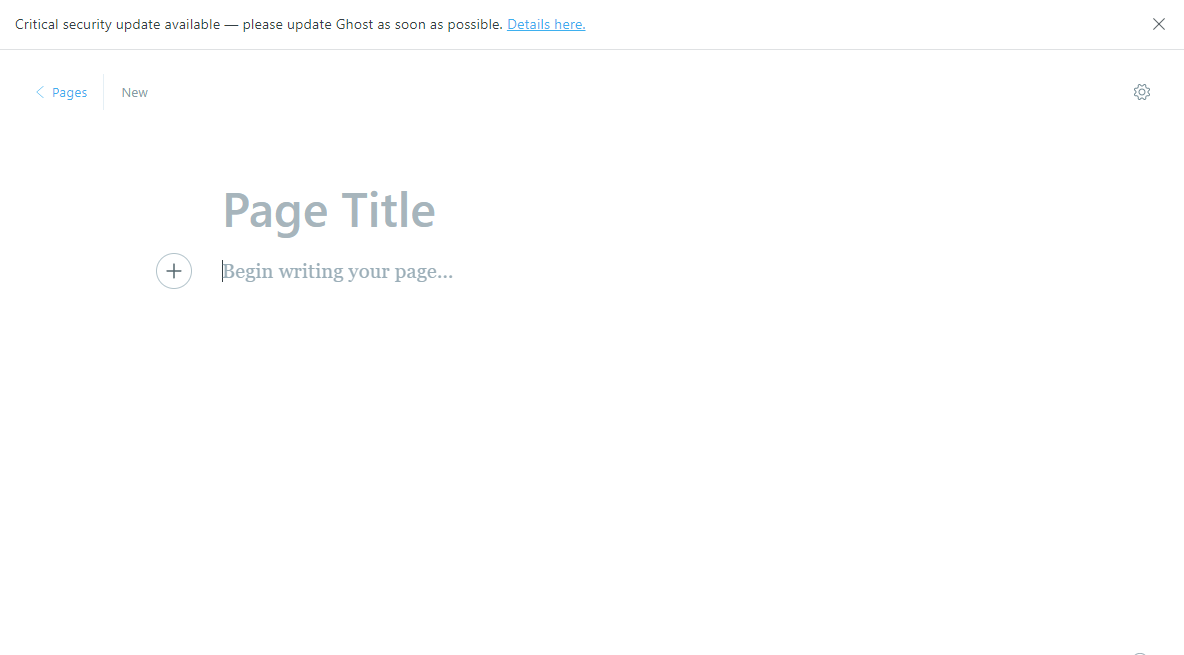 Critical security update available — please update Ghost as soon as possible. Details here.
Pages
New
Page Title
Begin writing your page...